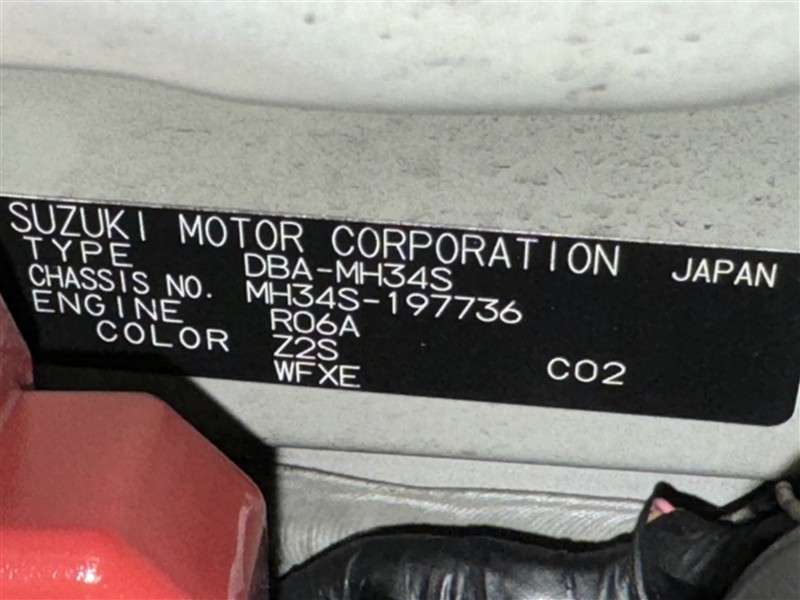 SUZUKI MOTOR CORPORATION JAPAN
TYPE DBA-MH34S
CHASSIS NO. MH34S-197736
ENGINE R06A
COLOR Z2S
WFXE C02